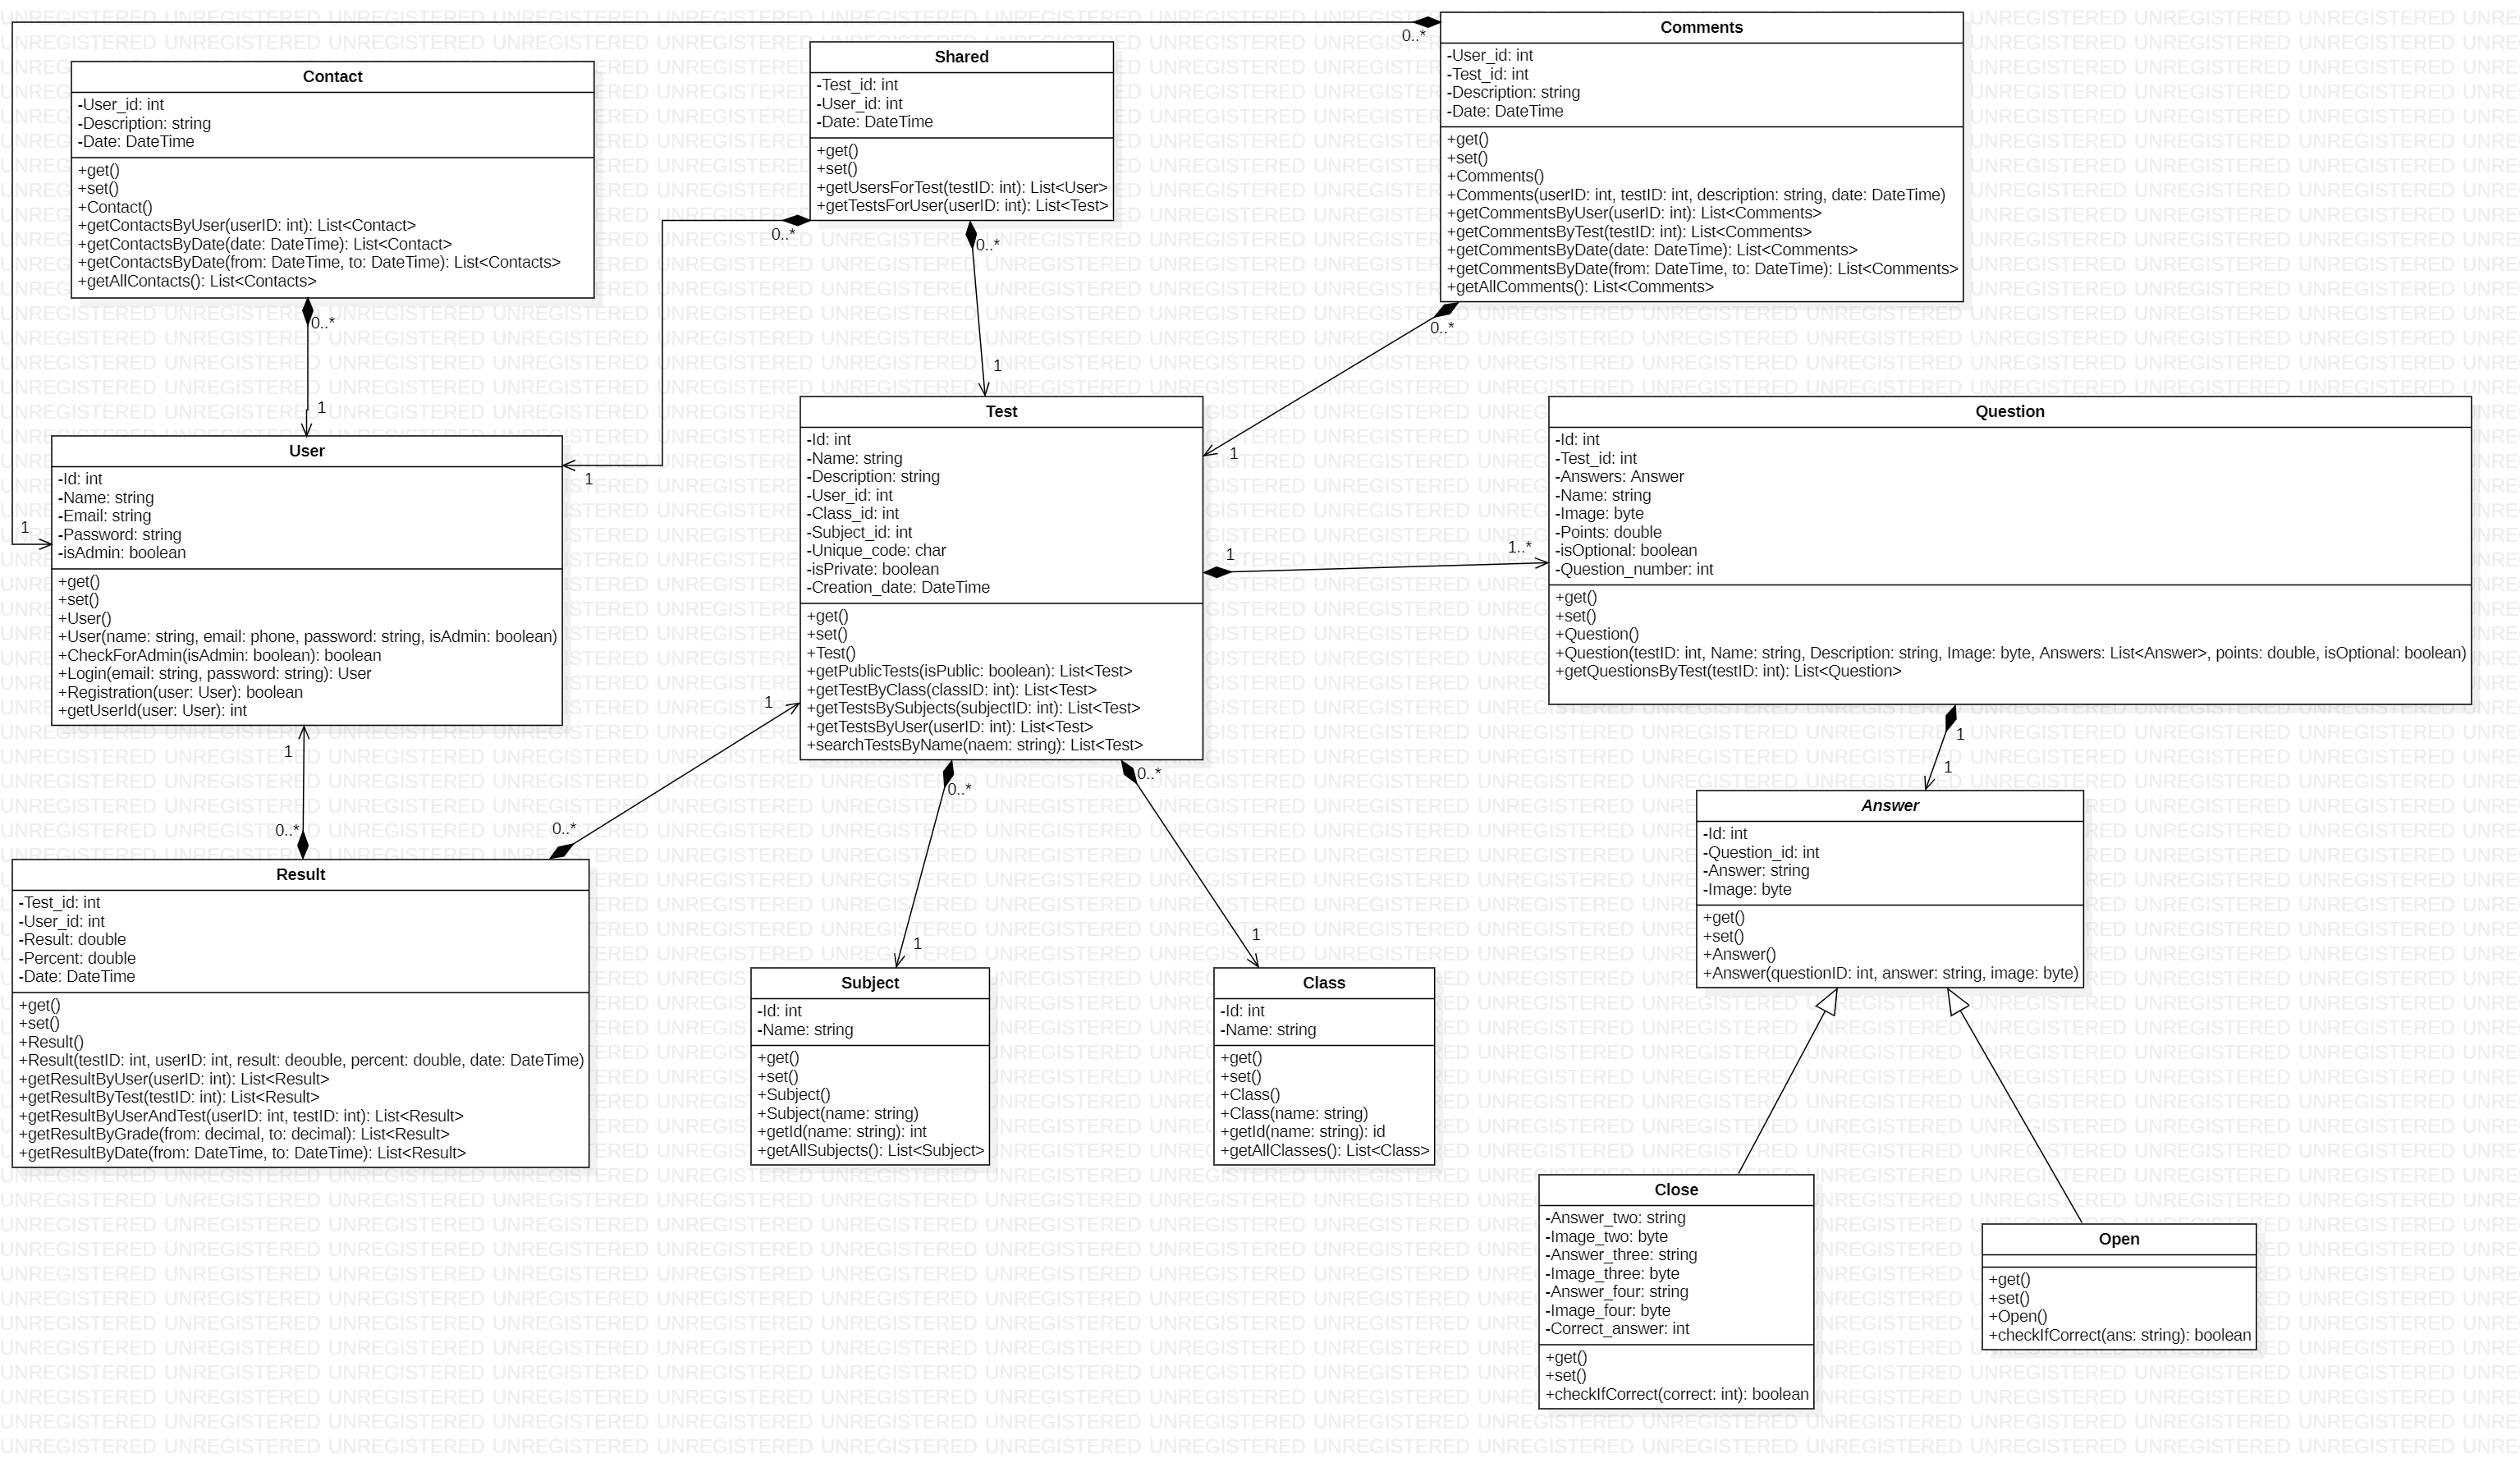 Contact
-User_id: int
-Description: string
-Date: DateTime
+get()
+set()
+Contact()
+getContactsByUser(userID: int): List<Contact>
+getContactsByDate(date: DateTime): List<Contact>
+getContactsByDate(from: DateTime, to: DateTime): List<Contacts>
+getAllContacts(): List<Contacts>
0..*
1
Shared
-Test_id: int
-User_id: int
-Date: DateTime
+get()
+set()
+getUsersForTest(testID: int): List<User>
+getTestsForUser(userID: int): List<Test>
0..*
0..*
1
1
Comments
-User_id: int
-Test_id: int
-Description: string
-Date: DateTime
+get()
+set()
+Comments()
+Comments(userID: int, testID: int, description: string, date: DateTime)
+getCommentsByUser(userID: int): List<Comments>
+getCommentsByTest(testID: int): List<Comments>
+getCommentsByDate(date: DateTime): List<Comments>
+getCommentsByDate(from: DateTime, to: DateTime): List<Comments>
+getAllComments(): List<Comments>
0..*
0..*
1
1
User
-Id: int
-Name: string
-Email: string
-Password: string
-isAdmin: boolean
+get()
+set()
+User()
+User(name: string, email: phone, password: string, isAdmin: boolean)
+CheckForAdmin(isAdmin: boolean): boolean
+Login(email: string, password: string): User
+Registration(user: User): boolean
+getUserId(user: User): int
1
0..*
Test
-Id: int
-Name: string
-Description: string
-User_id: int
-Class_id: int
-Subject_id: int
-Unique_code: char
-isPrivate: boolean
-Creation_date: DateTime
+get()
+set()
+Test()
+getPublicTests(isPublic: boolean): List<Test>
+getTestByClass(classID: int): List<Test>
+getTestsBySubjects(subjectID: int): List<Test>
+getTestsByUser(userID: int): List<Test>
+searchTestsByName(naem: string): List<Test>
1
1..*
1
0..*
0..*
0..*
1
1
Question
-Id: int
-Test_id: int
-Answers: Answer
-Name: string
-Image: byte
-Points: double
-isOptional: boolean
-Question_number: int
+get()
+set()
+Question()
+Question(testID: int, Name: string, Description: string, Image: byte, Answers: List<Answer>, points: double, isOptional: boolean)
+getQuestionsByTest(testID: int): List<Question>
1
1
Answer
-Id: int
-Question_id: int
-Answer: string
-Image: byte
+get()
+set()
+Answer()
+Answer(questionID: int, answer: string, image: byte)
Result
-Test_id: int
-User_id: int
-Result: double
-Percent: double
-Date: DateTime
+get()
+set()
+Result()
+Result(testID: int, userID: int, result: deouble, percent: double, date: DateTime)
+getResultByUser(userID: int): List<Result>
+getResultByTest(testID: int): List<Result>
+getResultByUserAndTest(userID: int, testID: int): List<Result>
+getResultByGrade(from: decimal, to: decimal): List<Result>
+getResultByDate(from: DateTime, to: DateTime): List<Result>
Subject
-Id: int
-Name: string
+get()
+set()
+Subject()
+Subject(name: string)
+getId(name: string): int
+getAllSubjects(): List<Subject>
Class
-Id: int
-Name: string
+get()
+set()
+Class()
+Class(name: string)
+getId(name: string): id
+getAllClasses(): List<Class>
Close
-Answer_two: string
-Image_two: byte
-Answer_three: string
-Image_three: byte
-Answer_four: string
-Image_four: byte
-Correct_answer: int
+get()
+set()
+checkIfCorrect(correct: int): boolean
Open
+get()
+set()
+Open()
+checkIfCorrect(ans: string): boolean
UNREGISTERED